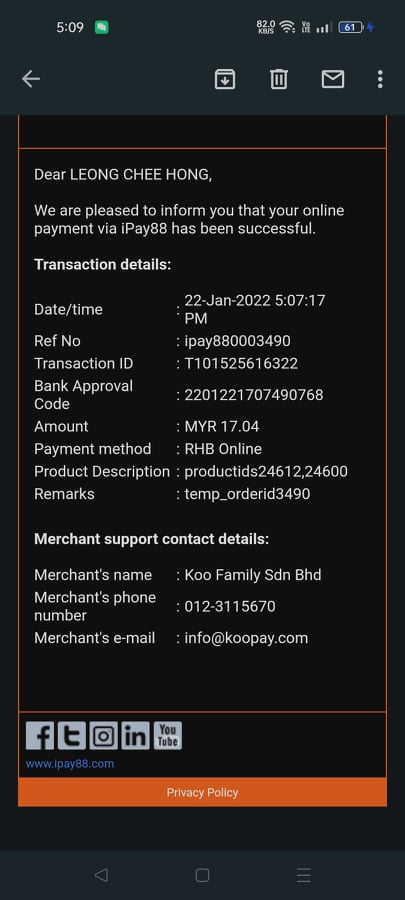 5:09
82.0 KB/S
Vo LTE
61
Dear LEONG CHEE HONG,
We are pleased to inform you that your online
payment via iPay88 has been successful.
Transaction details:
Date/time : 22-Jan-2022 5:07:17
PM
Ref No : ipay880003490
Transaction ID : T101525616322
Bank Approval
Code : 2201221707490768
Amount : MYR 17.04
Payment method : RHB Online
Product Description : productids24612,24600
Remarks : temp_orderid3490
Merchant support contact details:
Merchant's name : Koo Family Sdn Bhd
Merchant's phone
number : 012-3115670
Merchant's e-mail : info@koopay.com
You Tube
www.ipay88.com
Privacy Policy